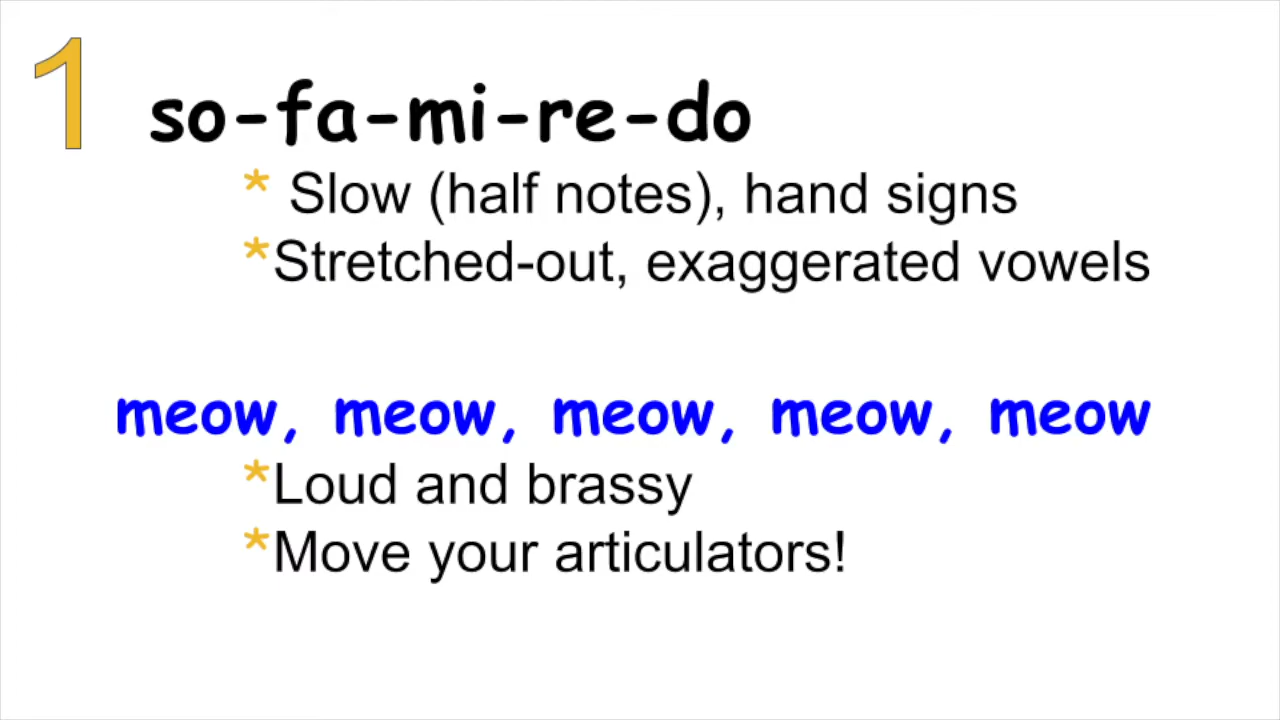 1
so-fa-mi-re-do
* Slow (half notes), hand signs
*Stretched-out, exaggerated vowels
meow, meow, meow, meow, meow
*Loud and brassy
*Move your articulators!